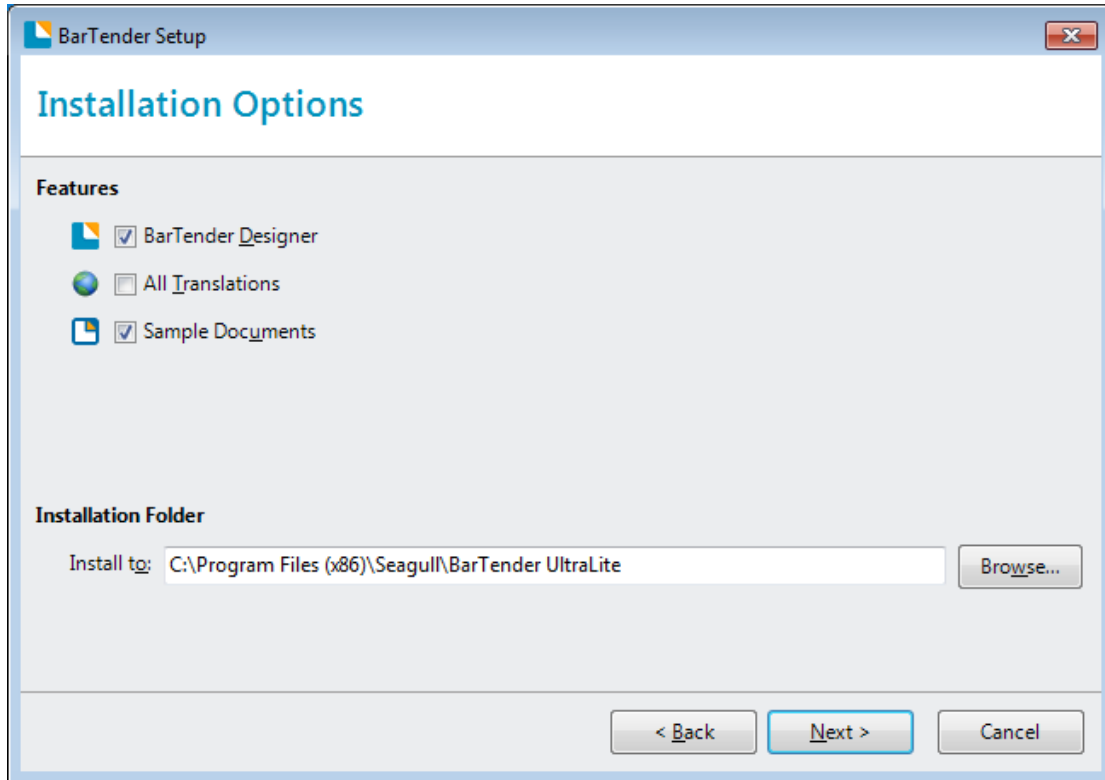 BarTender Setup
Installation Options
Features
BarTender Designer
All Translations
Sample Documents
Installation Folder
Install to: C:\Program Files (x86)\Seagull\BarTender UltraLite Browse...
< Back Next > Cancel